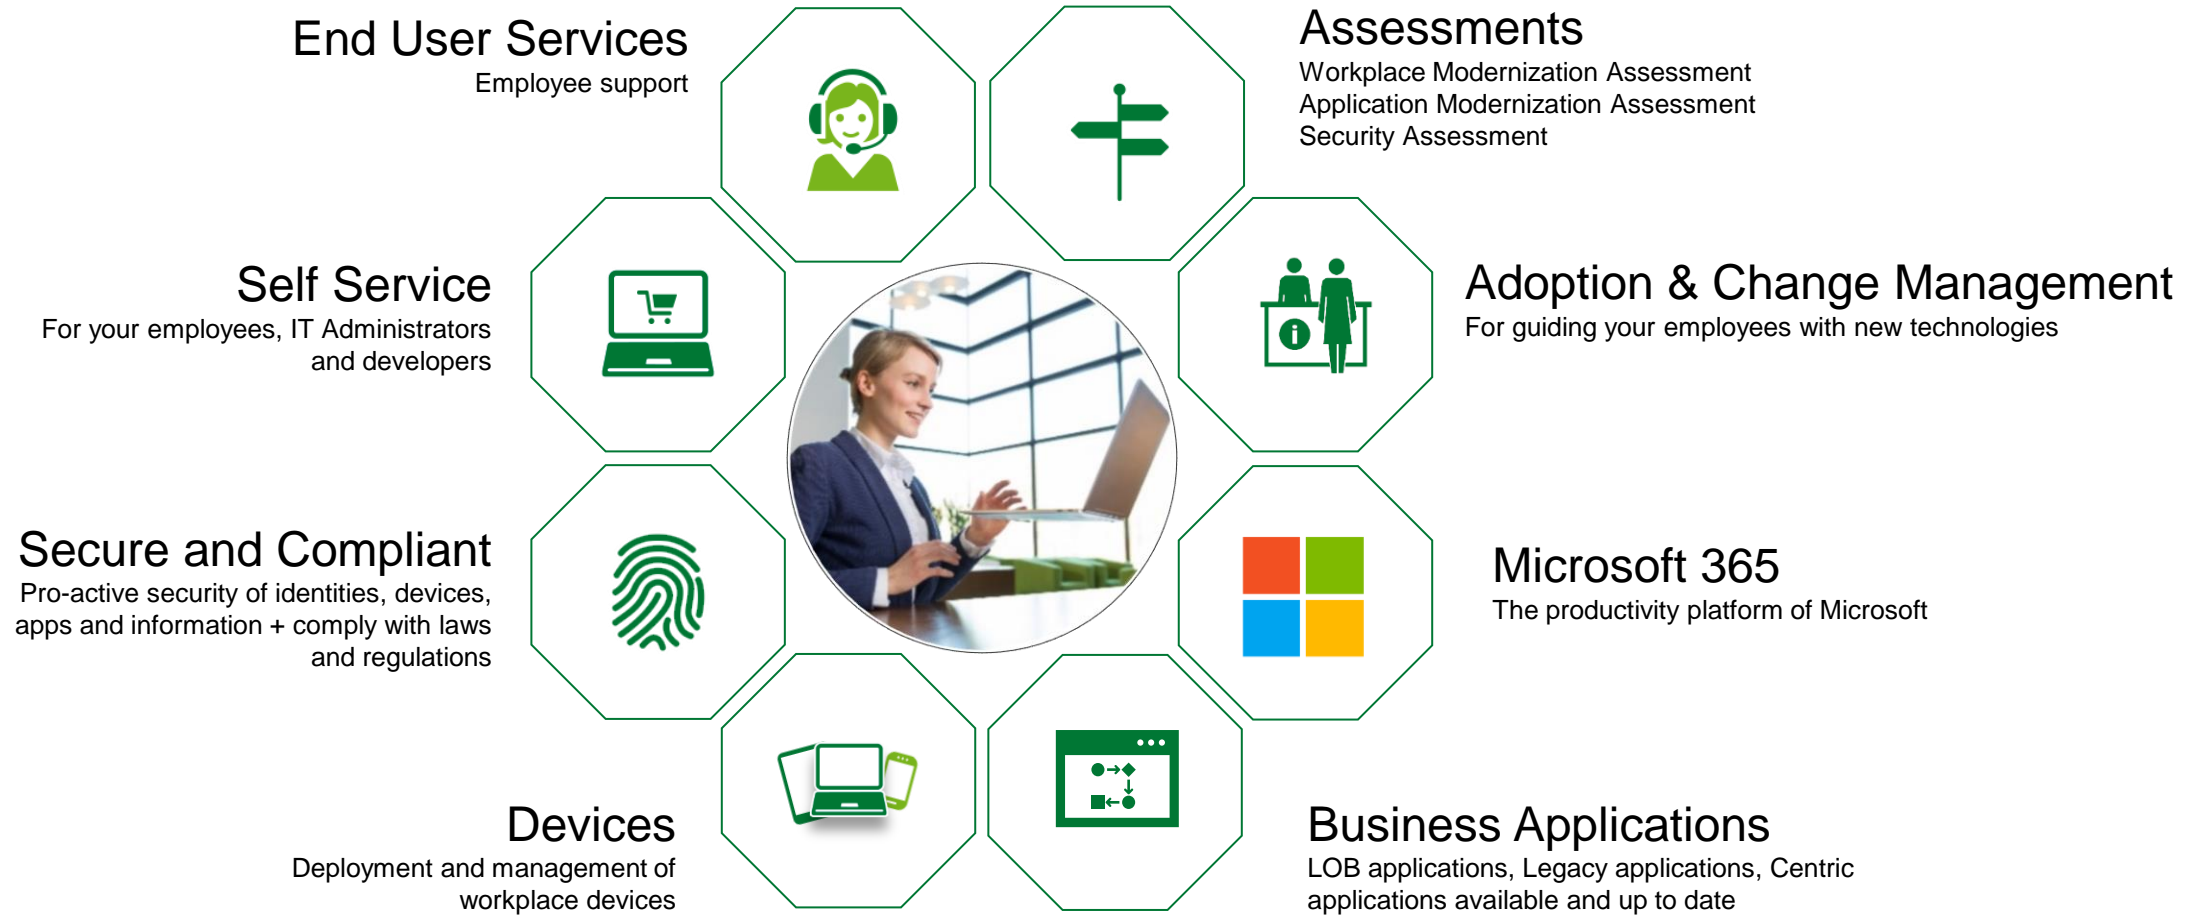 End User Services
Employee support
Assessments
Workplace Modernization Assessment
Application Modernization Assessment
Security Assessment
Self Service
For your employees, IT Administrators
and developers
Adoption & Change Management
For guiding your employees with new technologies
Secure and Compliant
Pro-active security of identities, devices,
apps and information + comply with laws
and regulations
Microsoft 365
The productivity platform of Microsoft
Devices
Deployment and management of
workplace devices
Business Applications
LOB applications, Legacy applications, Centric
applications available and up to date